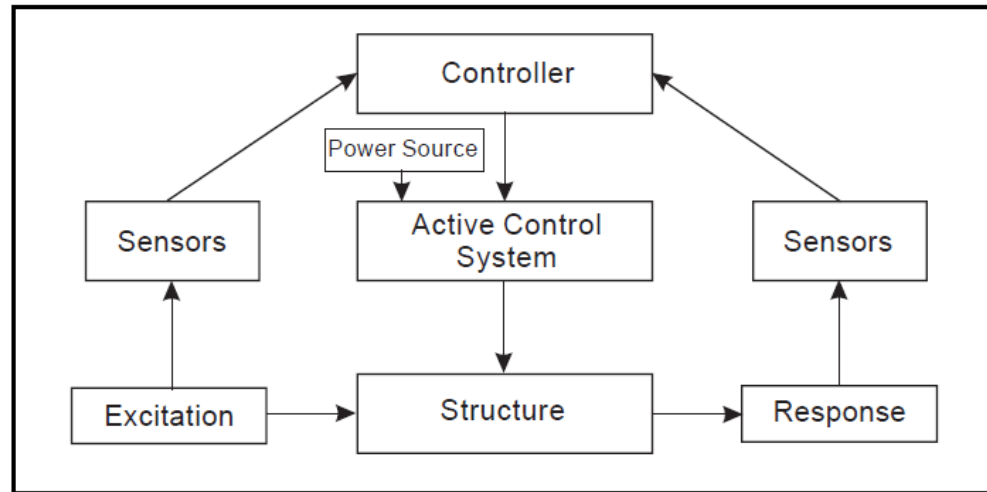 Controller
Power Source
Sensors
Active Control
System
Sensors
Excitation
Structure
Response